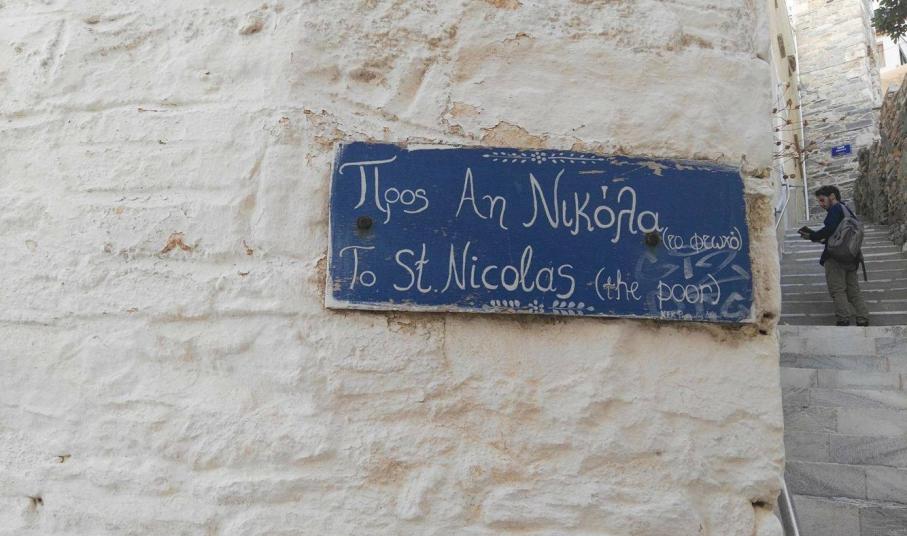 Προς Αη Νικόλα (το φτωχό)
To St. Nicolas (the poor)